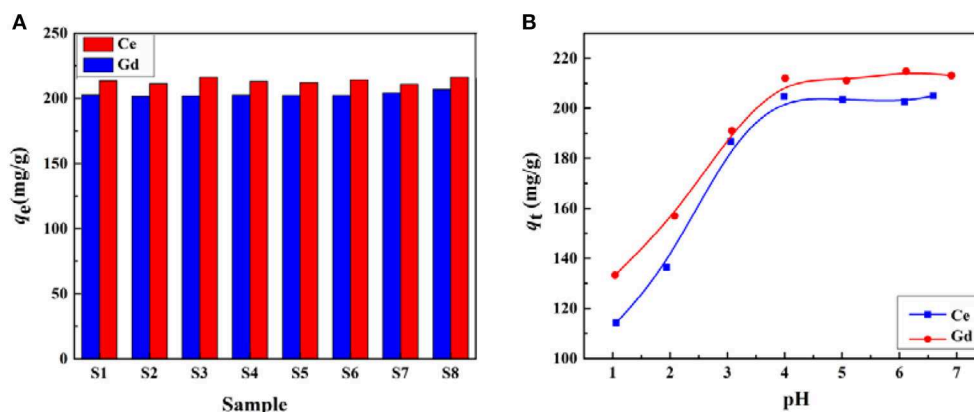 A
250
200
150
100
50
0
qe(mg/g)
Ce
Gd
S1 S2 S3 S4 S5 S6 S7 S8
Sample
B
220
200
180
160
140
120
100
qt (mg/g)
Ce
Gd
1 2 3 4 5 6 7
pH